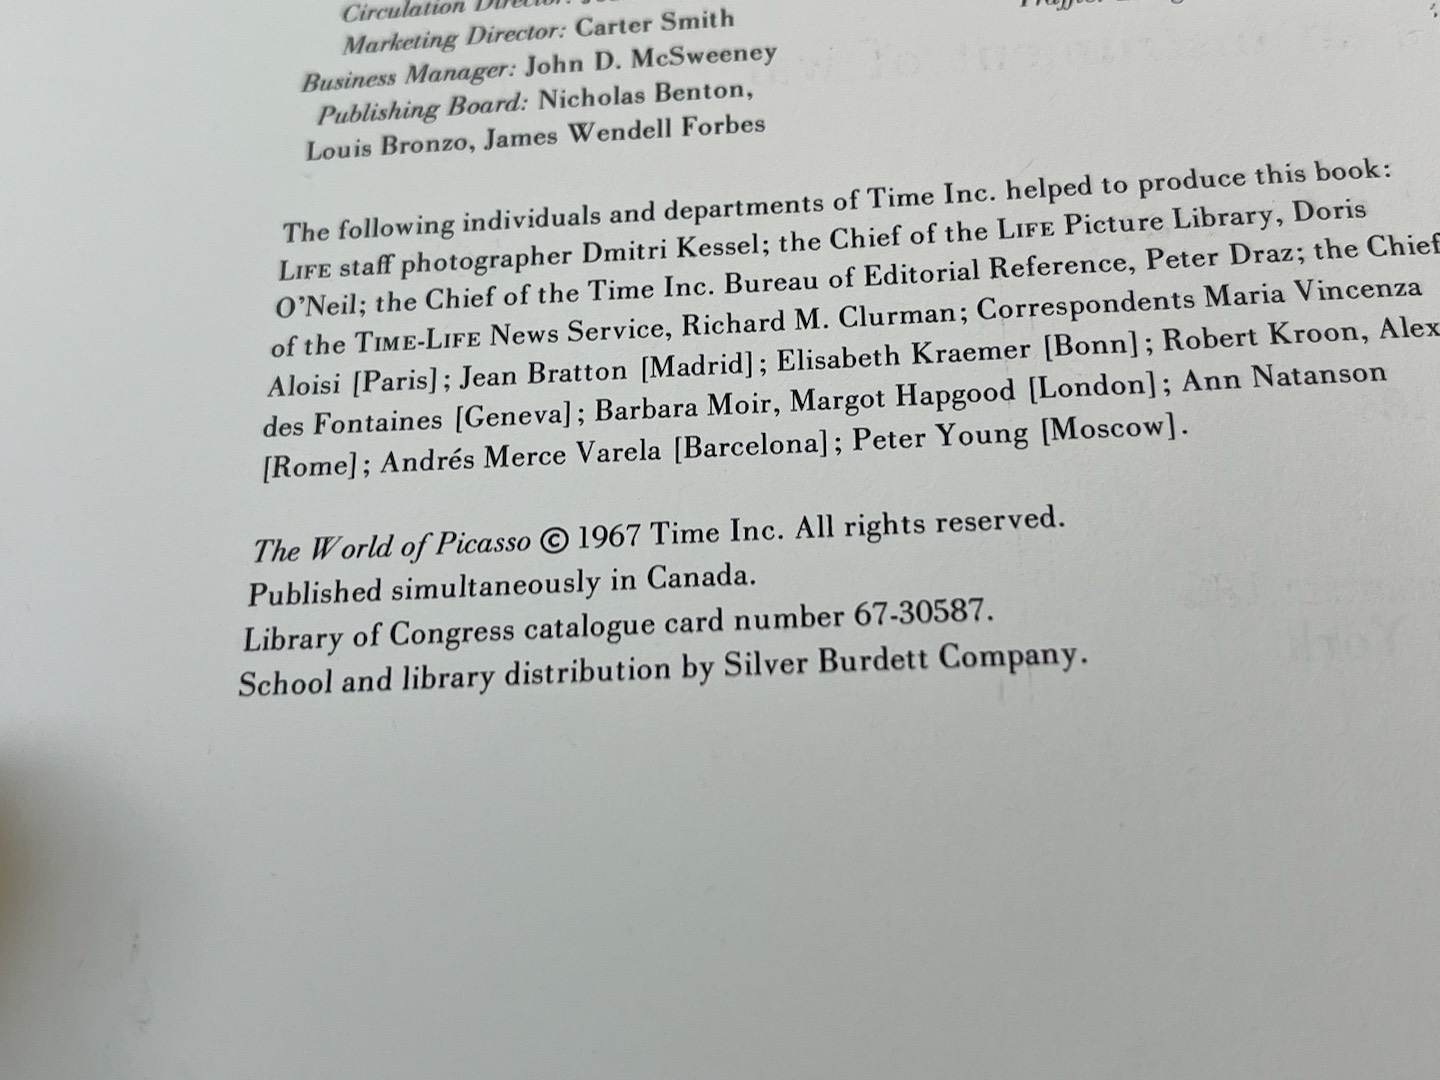 Circulation
Marketing Director: Carter Smith
Business Manager: John D. McSweeney
Publishing Board: Nicholas Benton,
Louis Bronzo, James Wendell Forbes
The following individuals and departments of Time Inc. helped to produce this book:
LIFE staff photographer Dmitri Kessel; the Chief of the LIFE Picture Library, Doris
O'Neil; the Chief of the Time Inc. Bureau of Editorial Reference, Peter Draz; the Chief
of the TIME-LIFE News Service, Richard M. Clurman; Correspondents Maria Vincenza
Aloisi [Paris]; Jean Bratton [Madrid]; Elisabeth Kraemer [Bonn]; Robert Kroon, Alex
des Fontaines [Geneva]; Barbara Moir, Margot Hapgood [London]; Ann Natanson
[Rome]; Andrés Merce Varela [Barcelona]; Peter Young [Moscow].
The World of Picasso © 1967 Time Inc. All rights reserved.
Published simultaneously in Canada.
Library of Congress catalogue card number 67-30587.
School and library distribution by Silver Burdett Company.